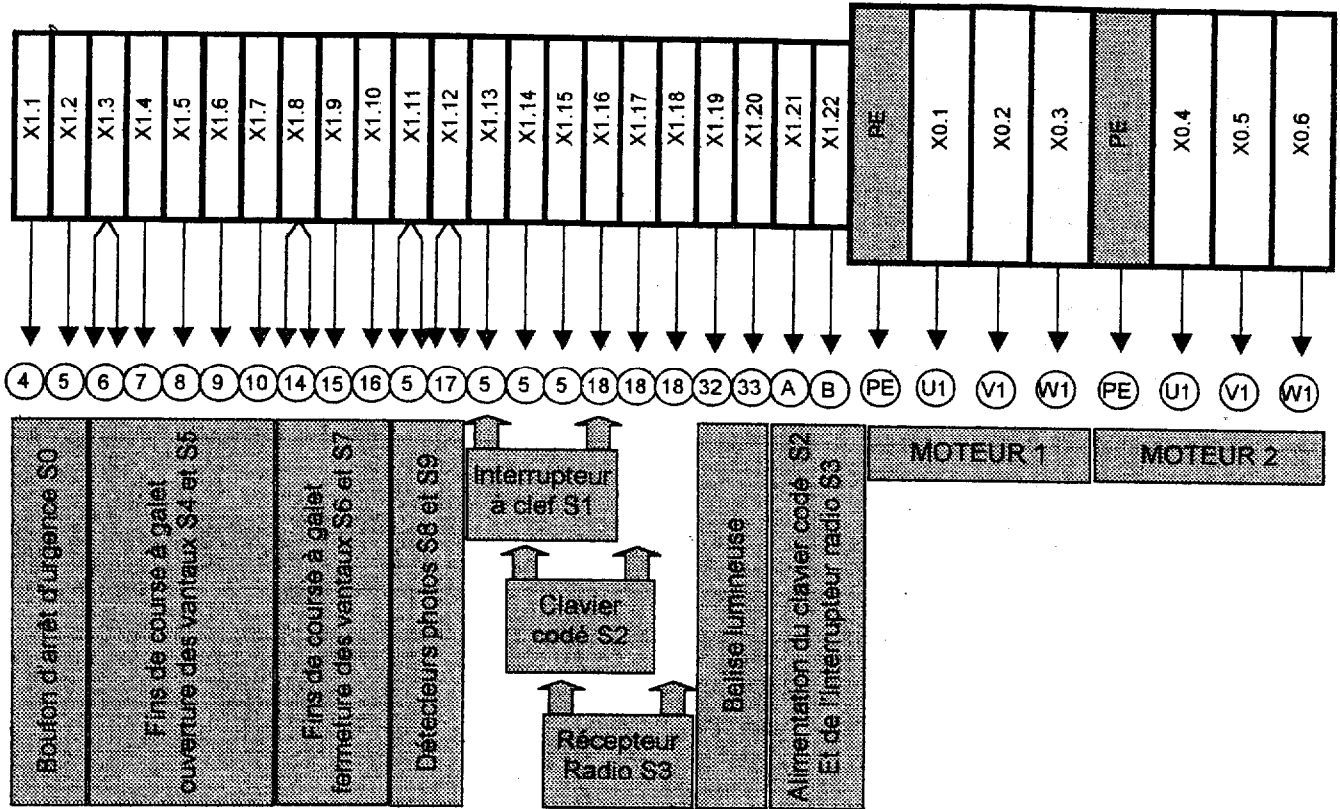 X1.1
X1.2
X1.3
X1.4
X1.5
X1.6
X1.7
X1.8
X1.9
X1.10
X1.11
X1.12
X1.13
X1.14
X1.15
X1.16
X1.17
X1.18
X1.19
X1.20
X1.21
X1.22
PE
X0.1
X0.2
X0.3
PE
X0.4
X0.5
X0.6
4
5
6
7
8
9
10
14
15
16
5
17
5
5
5
18
18
18
32
33
A
B
PE
U1
V1
W1
PE
U1
V1
W1
Bouton d'arrêt d'urgence S0
Fins de course à galet
ouverture des vantaux S4 et S5
Fins de course à galet
fermeture des vantaux S6 et S7
Détecteurs photos S8 et S9
Interrupteur
à clef S1
Clavier
codé S2
Récepteur
Radio S3
Balise lumineuse
Alimentation du clavier codé S2
Et de l'Interrupteur radio S3
MOTEUR 1
MOTEUR 2